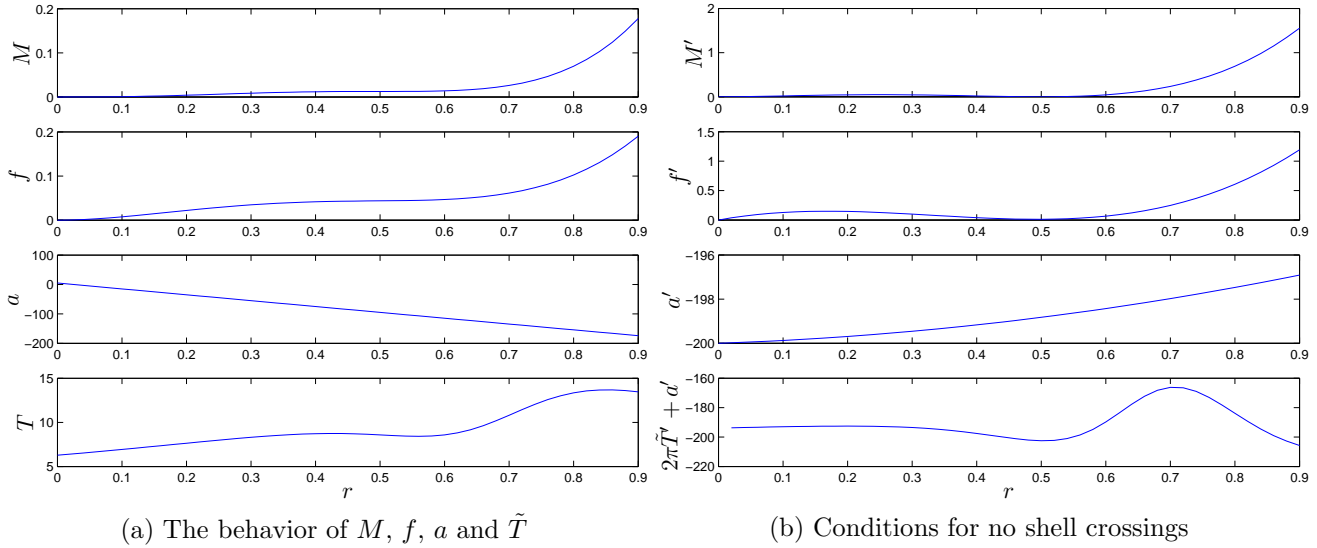 0.2
0.1
0
M
0 0.1 0.2 0.3 0.4 0.5 0.6 0.7 0.8 0.9
0.2
0.1
0
f
0 0.1 0.2 0.3 0.4 0.5 0.6 0.7 0.8 0.9
100
0
−100
−200
a
0 0.1 0.2 0.3 0.4 0.5 0.6 0.7 0.8 0.9
15
10
5
T
0 0.1 0.2 0.3 0.4 0.5 0.6 0.7 0.8 0.9
r
(a) The behavior of M, f, a and T̃
2
1
0
M′
0 0.1 0.2 0.3 0.4 0.5 0.6 0.7 0.8 0.9
1.5
1
0.5
0
f′
0 0.1 0.2 0.3 0.4 0.5 0.6 0.7 0.8 0.9
−196
−198
−200
a′
0 0.1 0.2 0.3 0.4 0.5 0.6 0.7 0.8 0.9
−160
−180
−200
−220
2πT̃′ + a′
0 0.1 0.2 0.3 0.4 0.5 0.6 0.7 0.8 0.9
r
(b) Conditions for no shell crossings